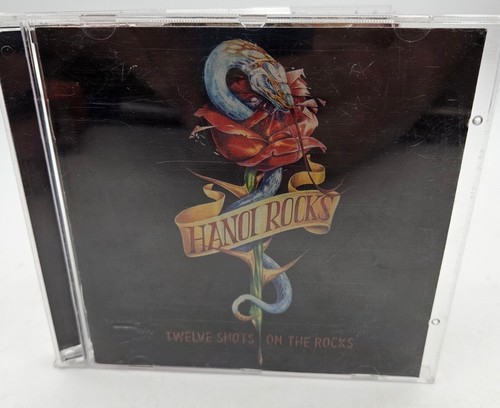 HANOI ROCKS
TWELVE SHOTS ON THE ROCKS